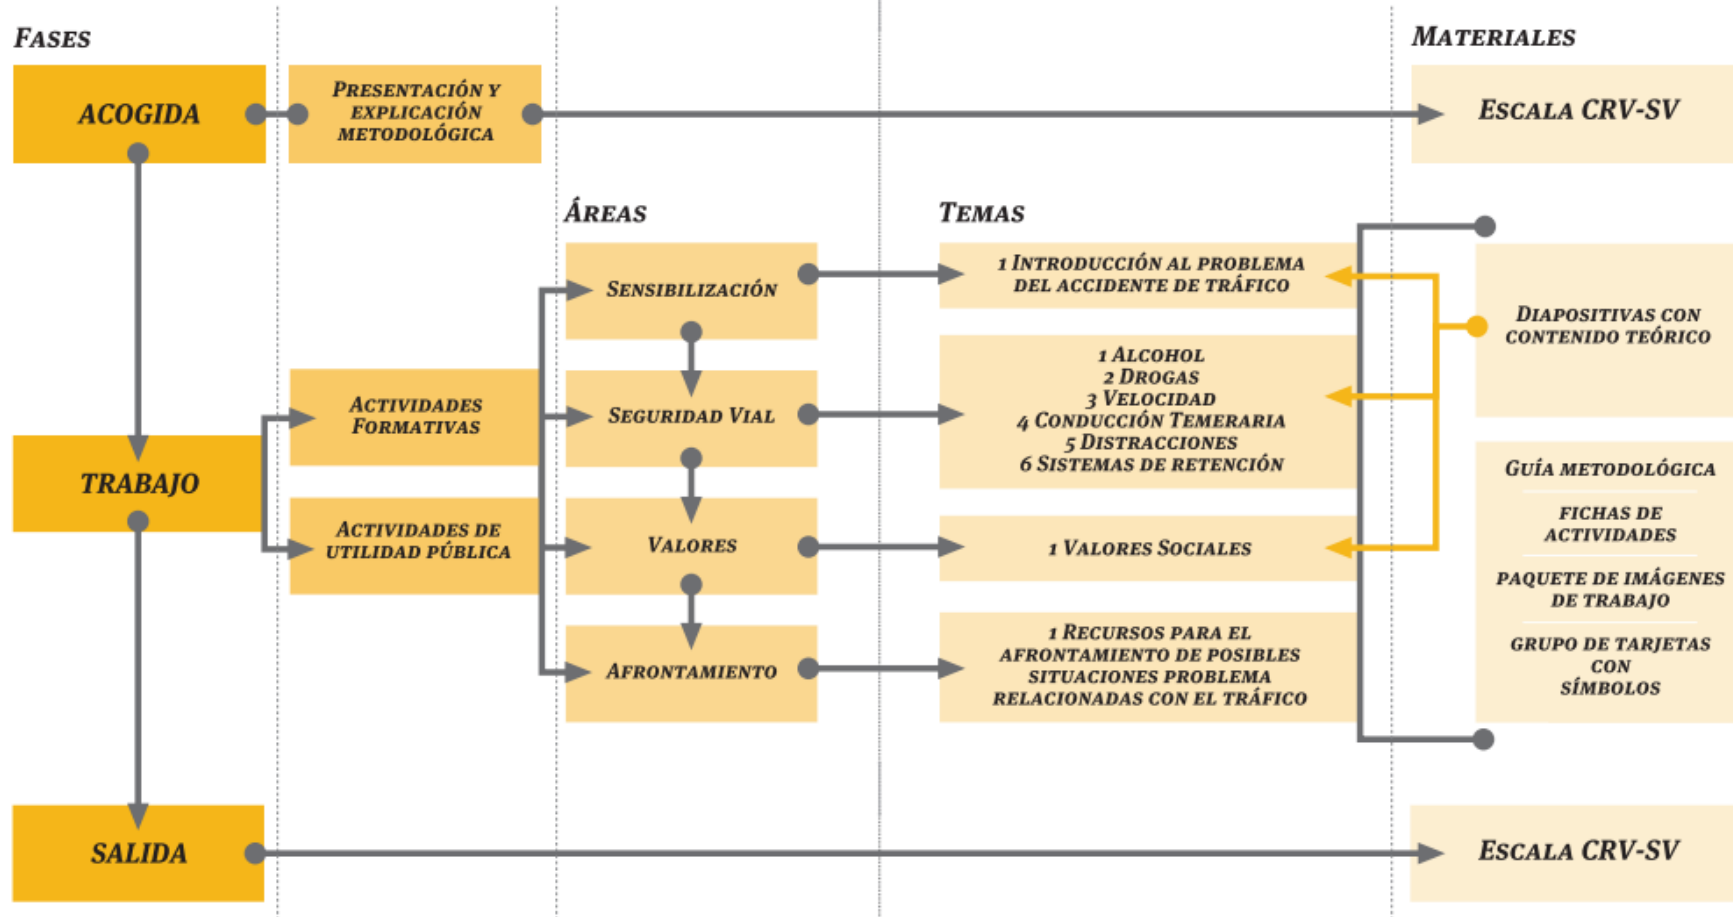 FASES
MATERIALES
ACOGIDA
PRESENTACIÓN Y
EXPLICACIÓN
METODOLÓGICA
ESCALA CRV-SV
ÁREAS
TEMAS
SENSIBILIZACIÓN
1 INTRODUCCIÓN AL PROBLEMA
DEL ACCIDENTE DE TRÁFICO
DIAPOSITIVAS CON
CONTENIDO TEÓRICO
TRABAJO
ACTIVIDADES
FORMATIVAS
ACTIVIDADES DE
UTILIDAD PÚBLICA
SEGURIDAD VIAL
1 ALCOHOL
2 DROGAS
3 VELOCIDAD
4 CONDUCCIÓN TEMERARIA
5 DISTRACCIONES
6 SISTEMAS DE RETENCIÓN
VALORES
1 VALORES SOCIALES
AFRONTAMIENTO
1 RECURSOS PARA EL
AFRONTAMIENTO DE POSIBLES
SITUACIONES PROBLEMA
RELACIONADAS CON EL TRÁFICO
GUÍA METODOLÓGICA
FICHAS DE
ACTIVIDADES
PAQUETE DE IMÁGENES
DE TRABAJO
GRUPO DE TARJETAS
CON
SÍMBOLOS
SALIDA
ESCALA CRV-SV